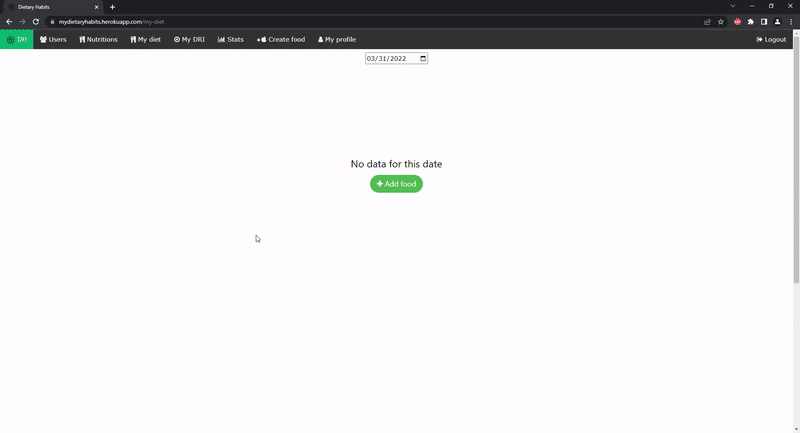 Dietary Habits
mydietaryhabits.herokuapp.com/my-diet
DH Users Nutritions My diet My DRI Stats Create food My profile Logout
03/31/2022
No data for this date
Add food